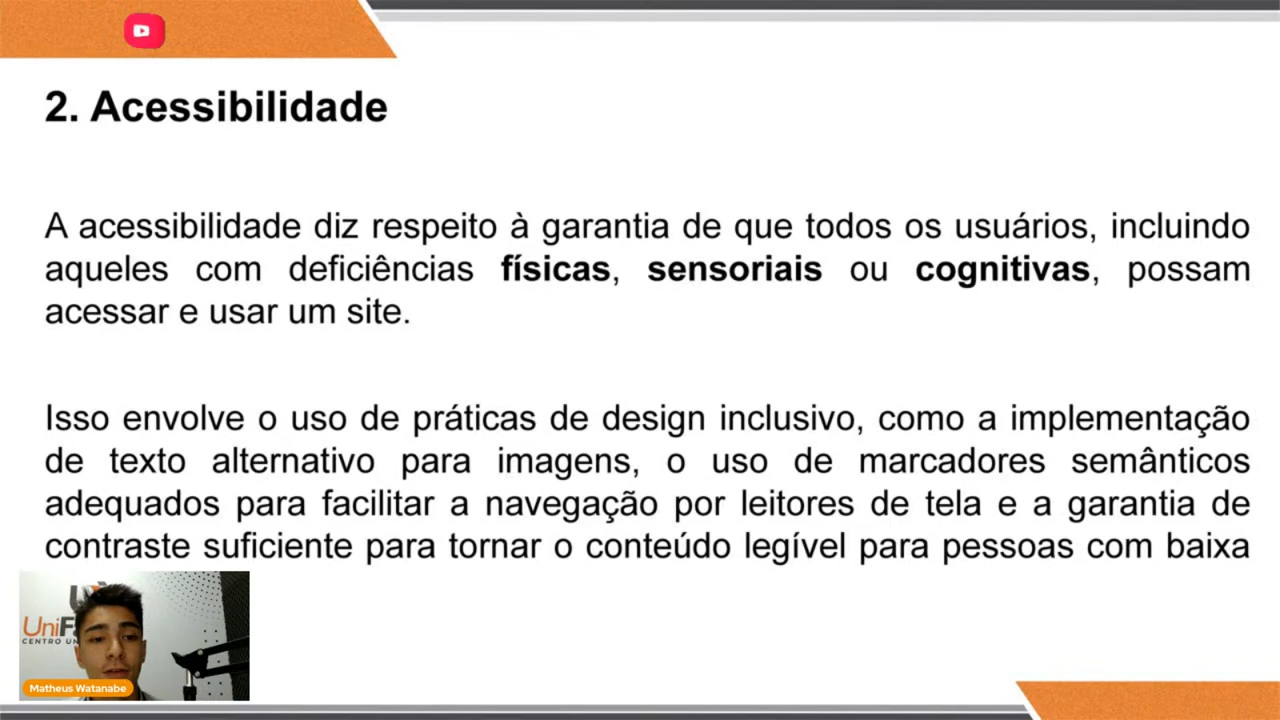 2. Acessibilidade
A acessibilidade diz respeito à garantia de que todos os usuários, incluindo
aqueles com deficiências físicas, sensoriais ou cognitivas, possam
acessar e usar um site.
Isso envolve o uso de práticas de design inclusivo, como a implementação
de texto alternativo para imagens, o uso de marcadores semânticos
adequados para facilitar a navegação por leitores de tela e a garantia de
contraste suficiente para tornar o conteúdo legível para pessoas com baixa
CENTRO
Matheus Watanabe